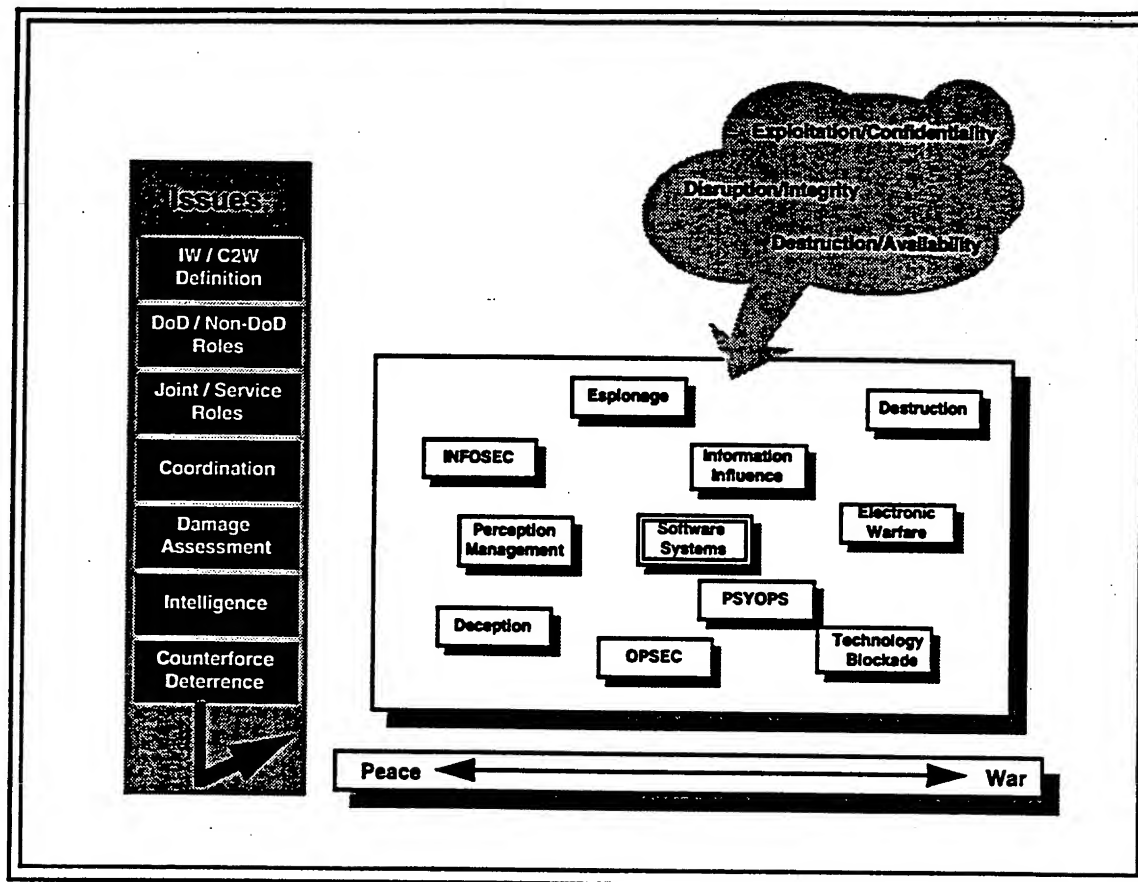 Issues
IW / C2W
Definition
DoD / Non-DoD
Roles
Joint / Service
Roles
Coordination
Damage
Assessment
Intelligence
Counterforce
Deterrence
Exploitation/Confidentiality
Disruption/Integrity
Destruction/Availability
Espionage
Destruction
INFOSEC
Information
Influence
Perception
Management
Software
Systems
Electronic
Warfare
PSYOPS
Deception
OPSEC
Technology
Blockade
Peace
War